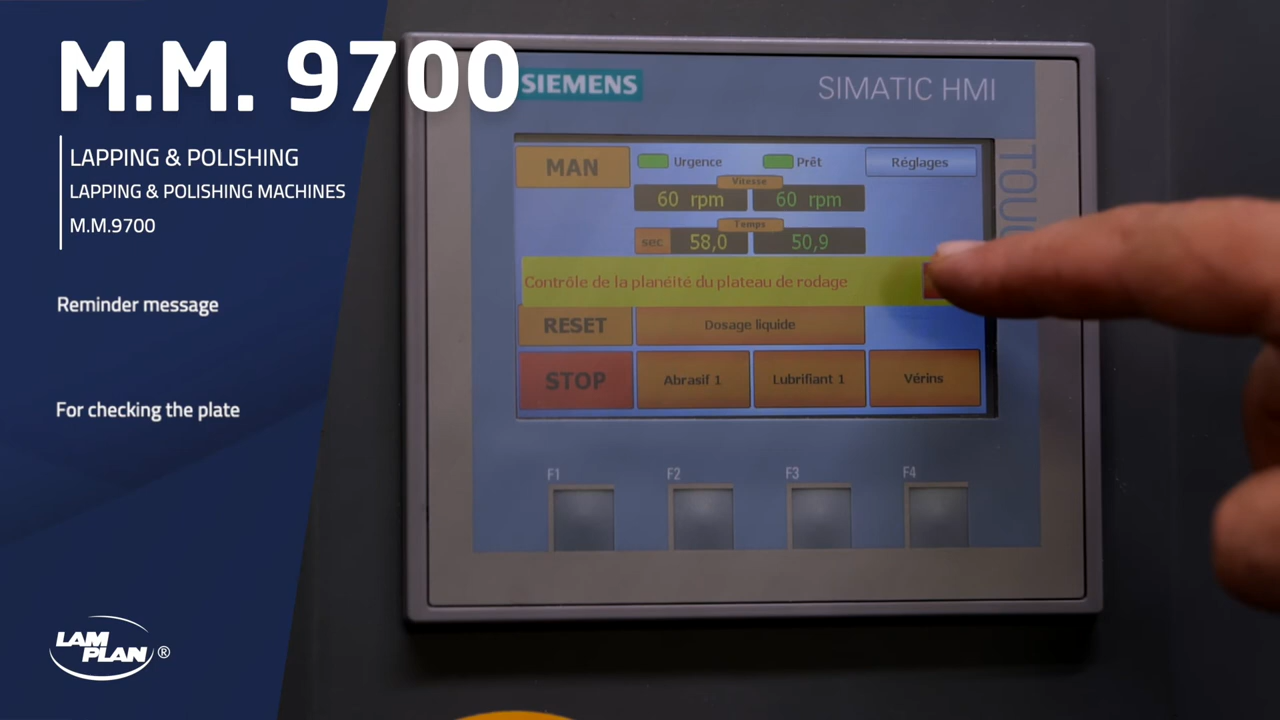 M.M. 9700
LAPPING & POLISHING
LAPPING & POLISHING MACHINES
M.M.9700
Reminder message
For checking the plate
LAM
PLAN ®
SIEMENS
SIMATIC HMI
MAN
Urgence
Prêt
Réglages
Vitesse
60 rpm
60 rpm
Temps
sec
58,0
50,9
Contrôle de la planéité du plateau de rodage
RESET
Dosage liquide
STOP
Abrasif 1
Lubrifiant 1
Vérins
F1
F2
F3
F4